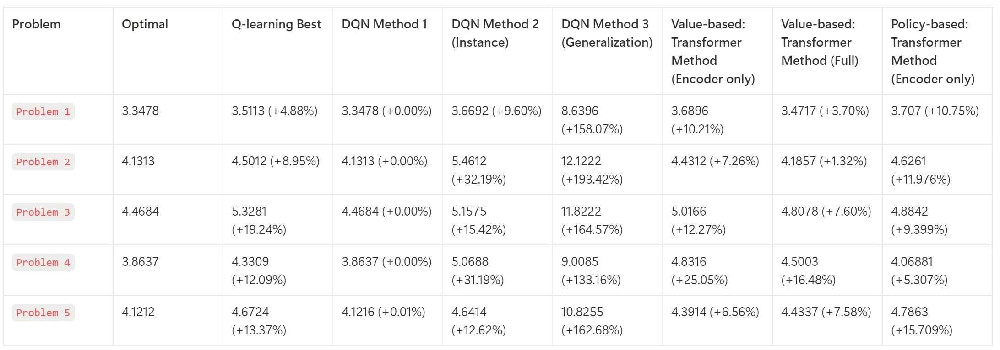 Problem
Optimal
Q-learning Best
DQN Method 1
DQN Method 2
(Instance)
DQN Method 3
(Generalization)
Value-based:
Transformer
Method
(Encoder only)
Value-based:
Transformer
Method (Full)
Policy-based:
Transformer
Method
(Encoder only)
Problem 1
3.3478
3.5113 (+4.88%)
3.3478 (+0.00%)
3.6692 (+9.60%)
8.6396
(+158.07%)
3.6896
(+10.21%)
3.4717 (+3.70%)
3.707 (+10.75%)
Problem 2
4.1313
4.5012 (+8.95%)
4.1313 (+0.00%)
5.4612
(+32.19%)
12.1222
(+193.42%)
4.4312 (+7.26%)
4.1857 (+1.32%)
4.6261
(+11.976%)
Problem 3
4.4684
5.3281
(+19.24%)
4.4684 (+0.00%)
5.1575
(+15.42%)
11.8222
(+164.57%)
5.0166
(+12.27%)
4.8078 (+7.60%)
4.8842
(+9.399%)
Problem 4
3.8637
4.3309
(+12.09%)
3.8637 (+0.00%)
5.0688
(+31.19%)
9.0085
(+133.16%)
4.8316
(+25.05%)
4.5003
(+16.48%)
4.06881
(+5.307%)
Problem 5
4.1212
4.6724
(+13.37%)
4.1216 (+0.01%)
4.6414
(+12.62%)
10.8255
(+162.68%)
4.3914 (+6.56%)
4.4337 (+7.58%)
4.7863
(+15.709%)